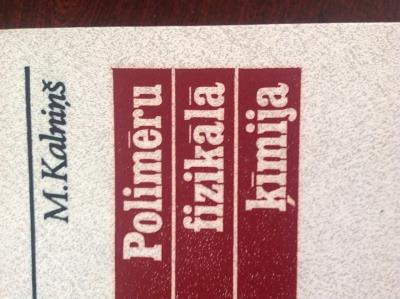 M.Kalniņš
Polimēru
fizikālā
ķīmija